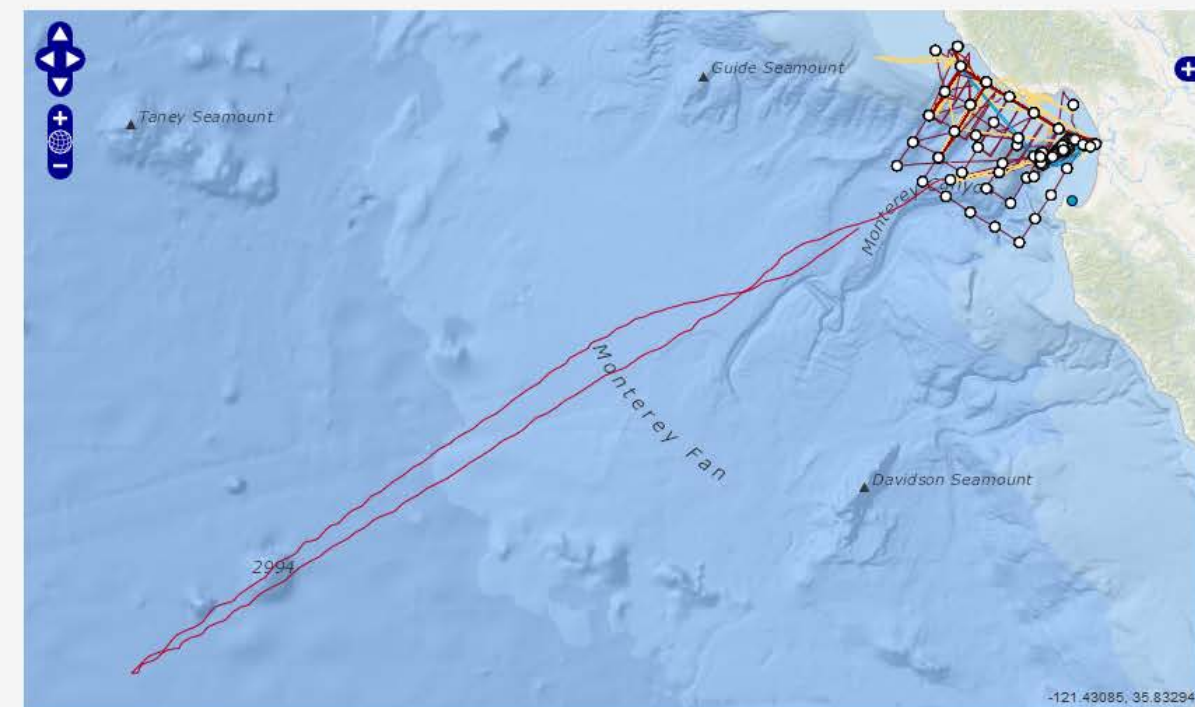 Guide Seamount
Taney Seamount
Monterey Canyon
Monterey Fan
Davidson Seamount
2994
-121.43085, 35.83294